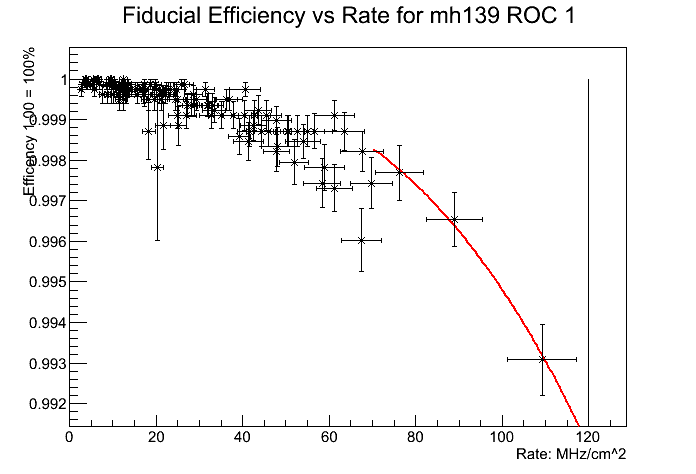 Fiducial Efficiency vs Rate for mh139 ROC 1
Efficency 1.00 = 100%
1
0.999
0.998
0.997
0.996
0.995
0.994
0.993
0.992
0 20 40 60 80 100 120
Rate: MHz/cm^2